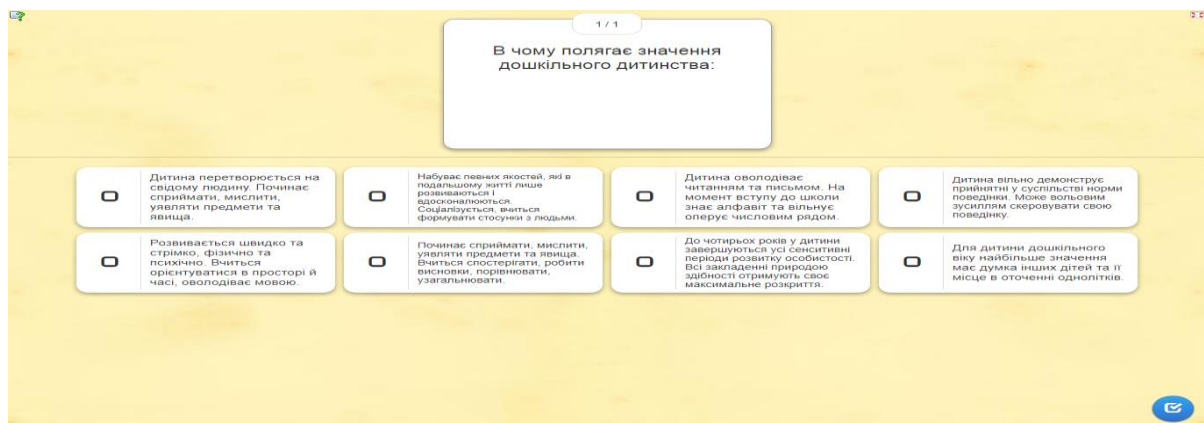 1 / 1
В чому полягає значення
дошкільного дитинства:
Дитина перетворюється на
свідому людину. Починає
сприймати, мислити,
уявляти предмети та
явища.
Набуває певних якостей, які в
подальшому житті лише
розвиваються і
вдосконалюються.
Соціалізується, вчиться
формувати стосунки з людьми.
Дитина оволодіває
читанням та письмом. На
момент вступу до школи
знає алфавіт та вільнує
оперує числовим рядом.
Дитина вільно демонструє
прийнятні у суспільстві норми
поведінки. Може вольовим
зусиллям скеровувати свою
поведінку.
Розвивається швидко та
стрімко, фізично та
психічно. Вчиться
орієнтуватися в просторі й
часі, оволодіває мовою.
Починає сприймати, мислити,
уявляти предмети та явища.
Вчиться спостерігати, робити
висновки, порівнювати,
узагальнювати.
До чотирьох років у дитини
завершуються усі сенситивні
періоди розвитку особистості.
Всі закладенні природою
здібності отримують своє
максимальне розкриття.
Для дитини дошкільного
віку найбільше значення
має думка інших дітей та її
місце в оточенні однолітків.